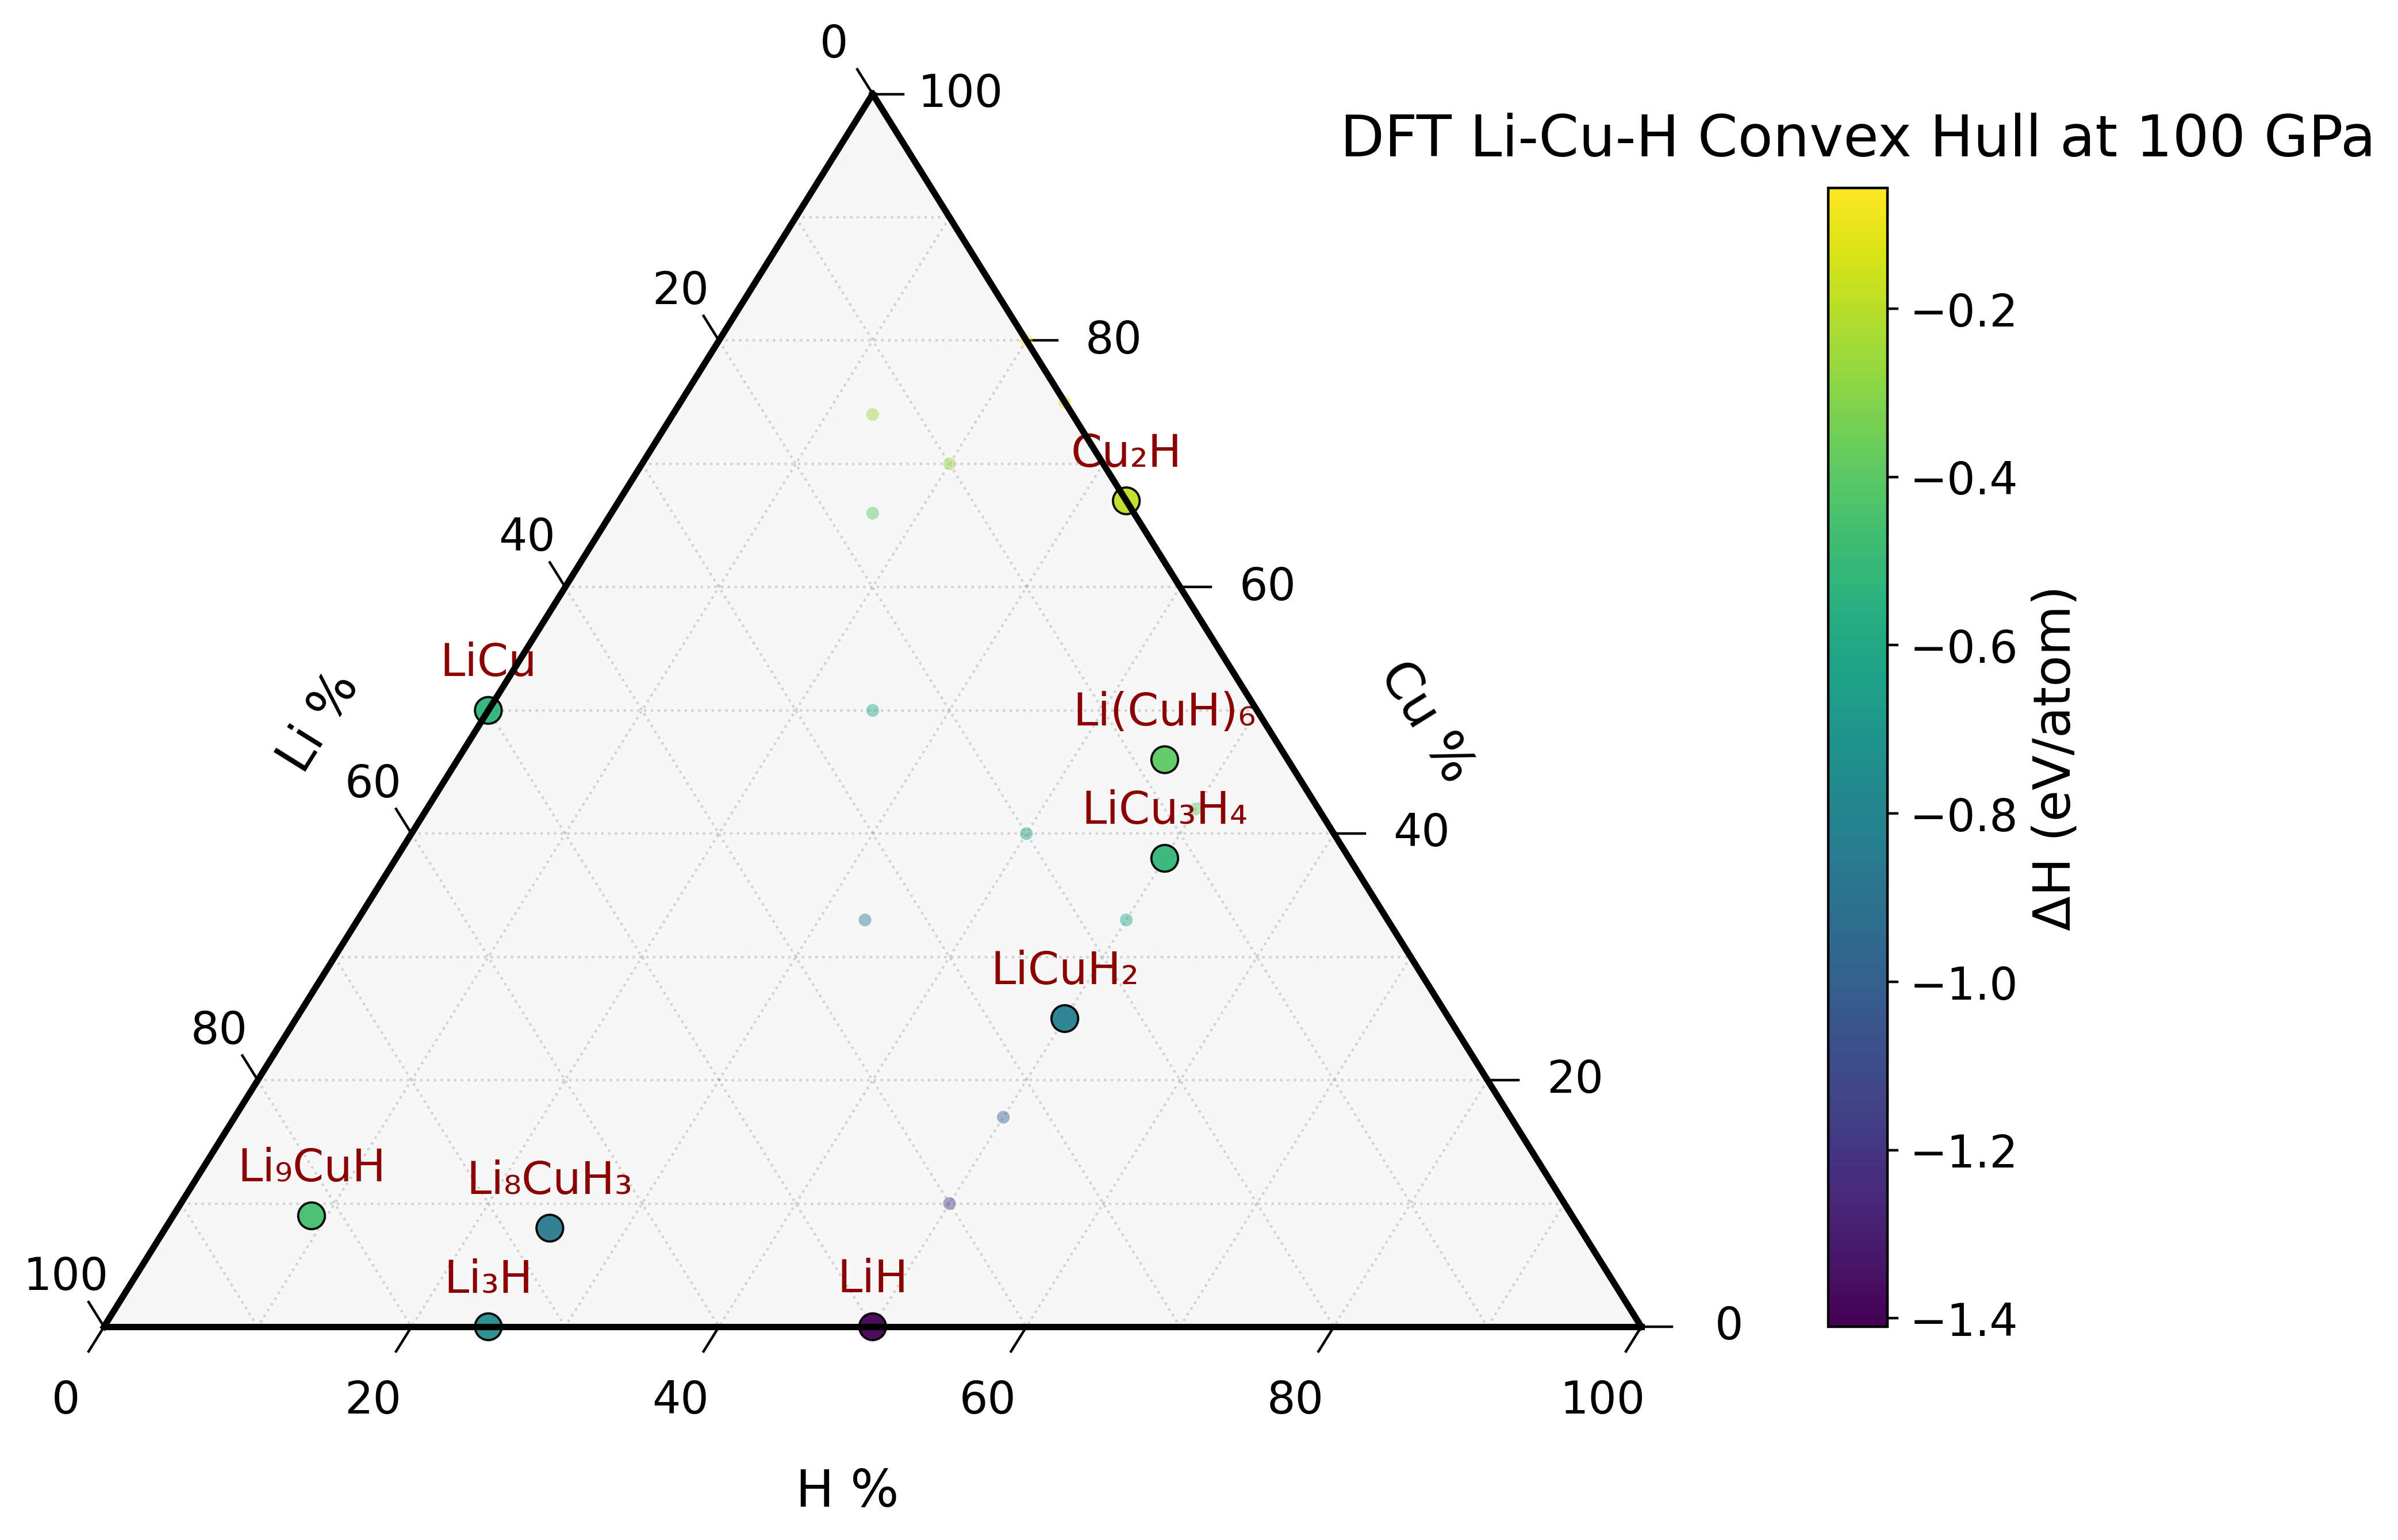 DFT Li-Cu-H Convex Hull at 100 GPa
0
100
20
80
Cu₂H
40
60
LiCu
Li %
Cu %
Li(CuH)₆
60
LiCu₃H₄
40
LiCuH₂
80
20
Li₉CuH
Li₈CuH₃
100
Li₃H
LiH
0
0
20
40
60
80
100
H %
−0.2
−0.4
−0.6
−0.8
−1.0
−1.2
−1.4
ΔH (eV/atom)